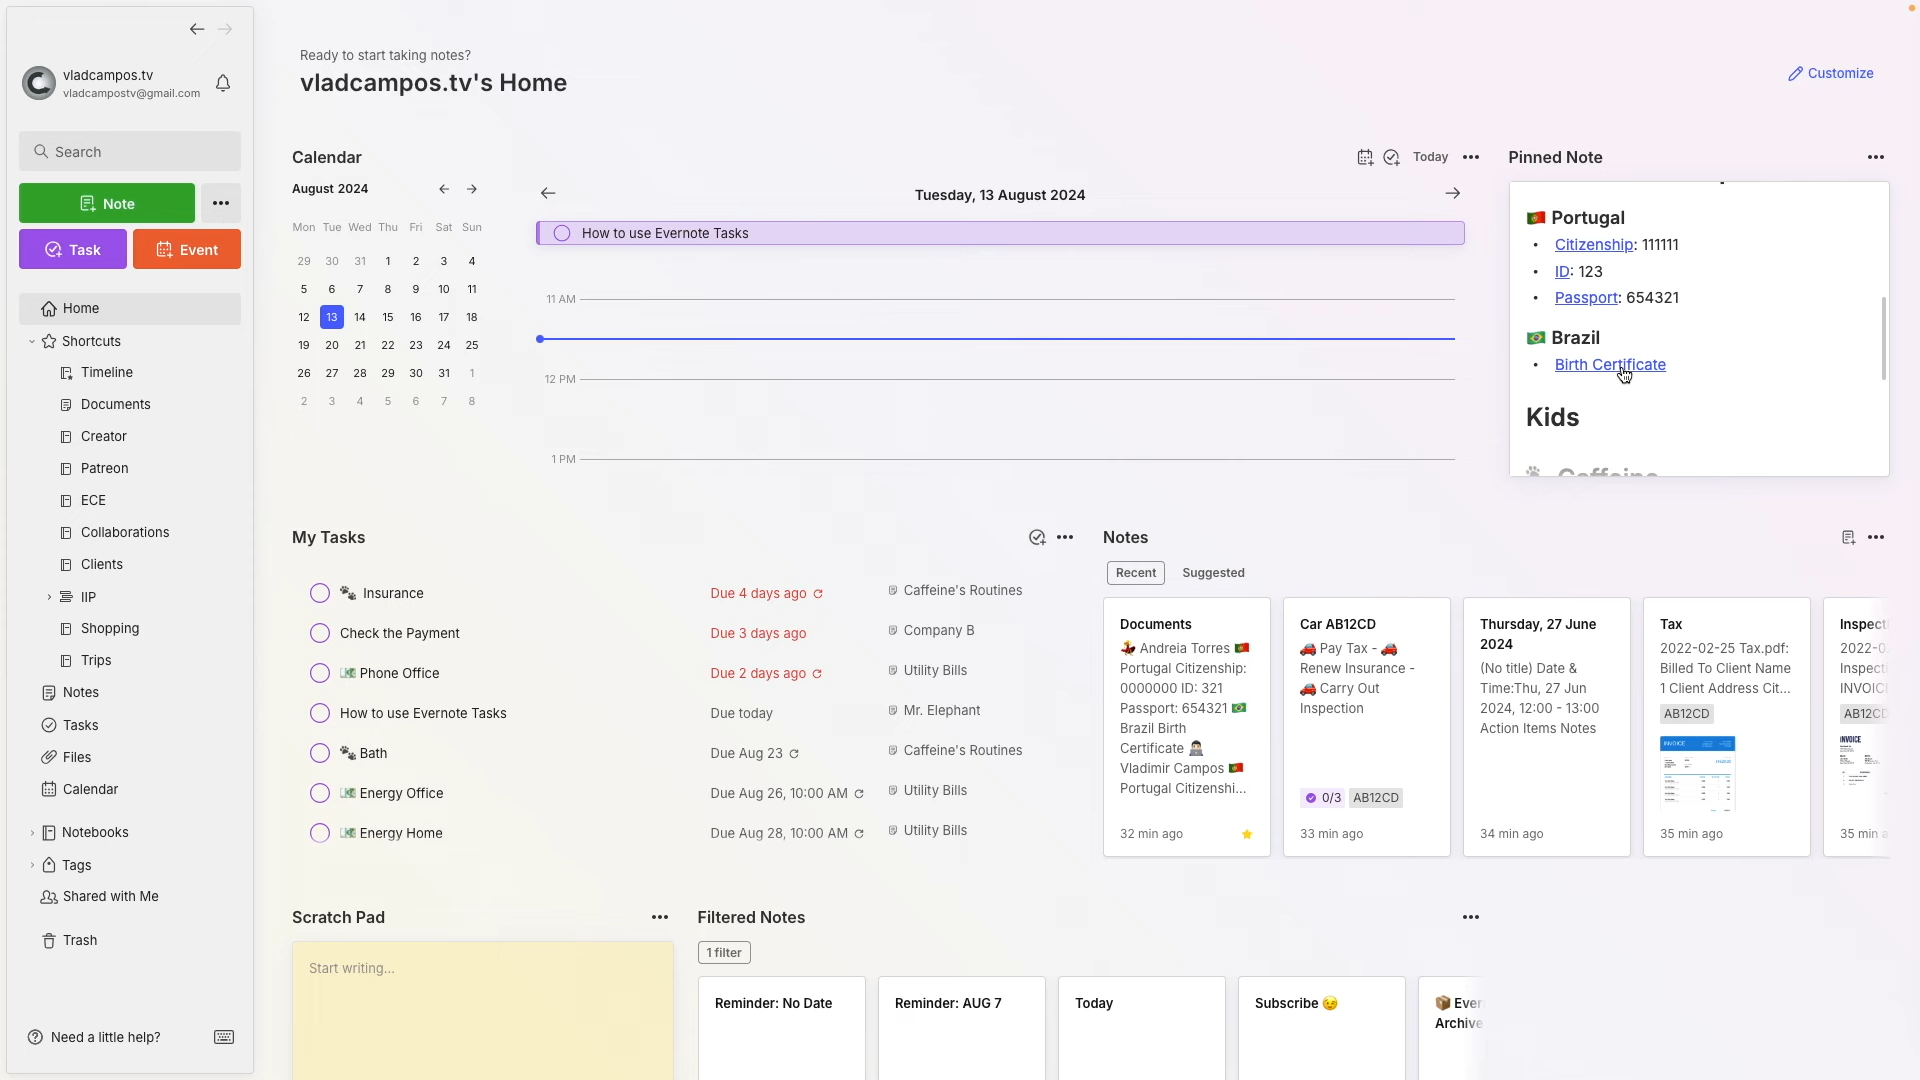 vladcampos.tv
vladcampostv@gmail.com
Search
Note
Task
Event
Home
Shortcuts
Timeline
Documents
Creator
Patreon
ECE
Collaborations
Clients
IIP
Shopping
Trips
Notes
Tasks
Files
Calendar
Notebooks
Tags
Shared with Me
Trash
Need a little help?
Ready to start taking notes?
vladcampos.tv's Home
Customize
Calendar
Today
August 2024
Mon Tue Wed Thu Fri Sat Sun
29 30 31 1 2 3 4
5 6 7 8 9 10 11
12 13 14 15 16 17 18
19 20 21 22 23 24 25
26 27 28 29 30 31 1
2 3 4 5 6 7 8
Tuesday, 13 August 2024
How to use Evernote Tasks
11 AM
12 PM
1 PM
Pinned Note
🇵🇹 Portugal
• Citizenship: 111111
• ID: 123
• Passport: 654321
🇧🇷 Brazil
• Birth Certificate
Kids
🐾 Caffeine
My Tasks
🐾 Insurance Due 4 days ago Caffeine's Routines
Check the Payment Due 3 days ago Company B
💵 Phone Office Due 2 days ago Utility Bills
How to use Evernote Tasks Due today Mr. Elephant
🐾 Bath Due Aug 23 Caffeine's Routines
💵 Energy Office Due Aug 26, 10:00 AM Utility Bills
💵 Energy Home Due Aug 28, 10:00 AM Utility Bills
Notes
Recent Suggested
Documents
💃 Andreia Torres 🇵🇹
Portugal Citizenship:
0000000 ID: 321
Passport: 654321 🇧🇷
Brazil Birth
Certificate 👨🏻‍💻
Vladimir Campos 🇵🇹
Portugal Citizenshi...
32 min ago
Car AB12CD
🚗 Pay Tax - 🚗
Renew Insurance -
🚗 Carry Out
Inspection
0/3 AB12CD
33 min ago
Thursday, 27 June
2024
(No title) Date &
Time:Thu, 27 Jun
2024, 12:00 - 13:00
Action Items Notes
34 min ago
Tax
2022-02-25 Tax.pdf:
Billed To Client Name
1 Client Address Cit...
AB12CD
INVOICE
35 min ago
Inspect
2022-0
Inspecti
INVOIC
AB12CD
INVOICE
35 min a
Scratch Pad
Start writing...
Filtered Notes
1 filter
Reminder: No Date
Reminder: AUG 7
Today
Subscribe 😉
📦 Ever
Archive